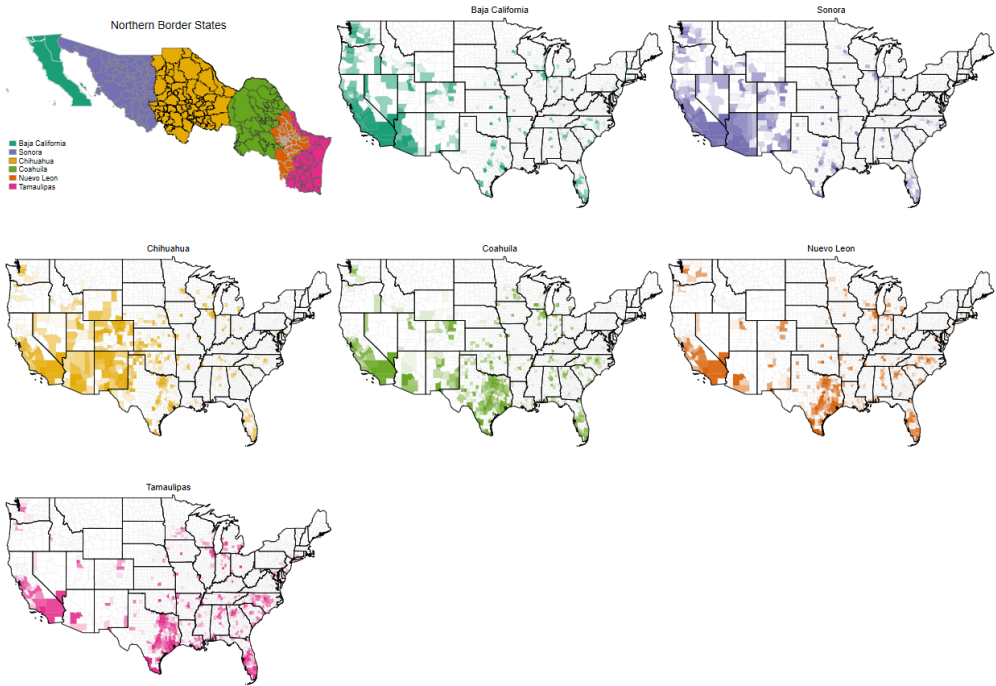 Northern Border States
Baja California
Sonora
Chihuahua
Coahuila
Nuevo Leon
Tamaulipas
Baja California
Sonora
Chihuahua
Coahuila
Nuevo Leon
Tamaulipas